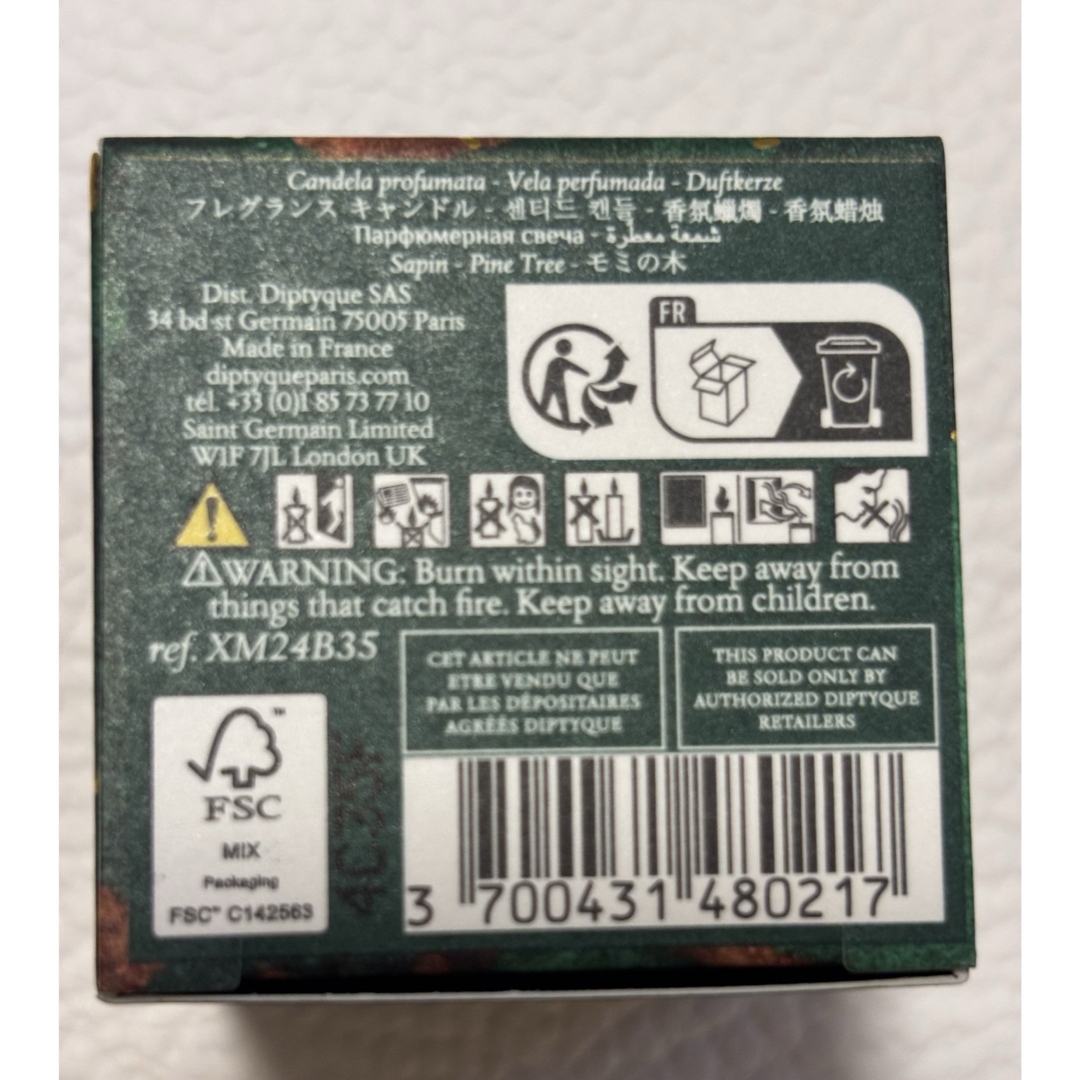 Candela profumata - Vela perfumada - Duftkerze
フレグランス キャンドル - 센티드 캔들 - 香氛蠟燭 - 香氛蜡烛
Парфюмерная свеча - شمعة معطرة
Sapin - Pine Tree - モミの木
Dist. Diptyque SAS
34 bd st Germain 75005 Paris
Made in France
diptyqueparis.com
tél. +33 (0)1 85 73 77 10
Saint Germain Limited
W1F 7JL London UK
FR
⚠WARNING: Burn within sight. Keep away from
things that catch fire. Keep away from children.
ref. XM24B35
CET ARTICLE NE PEUT
ETRE VENDU QUE
PAR LES DÉPOSITAIRES
AGRÉÉS DIPTYQUE
THIS PRODUCT CAN
BE SOLD ONLY BY
AUTHORIZED DIPTYQUE
RETAILERS
FSC™
MIX
Packaging
FSC™ C142563
3 700431 480217